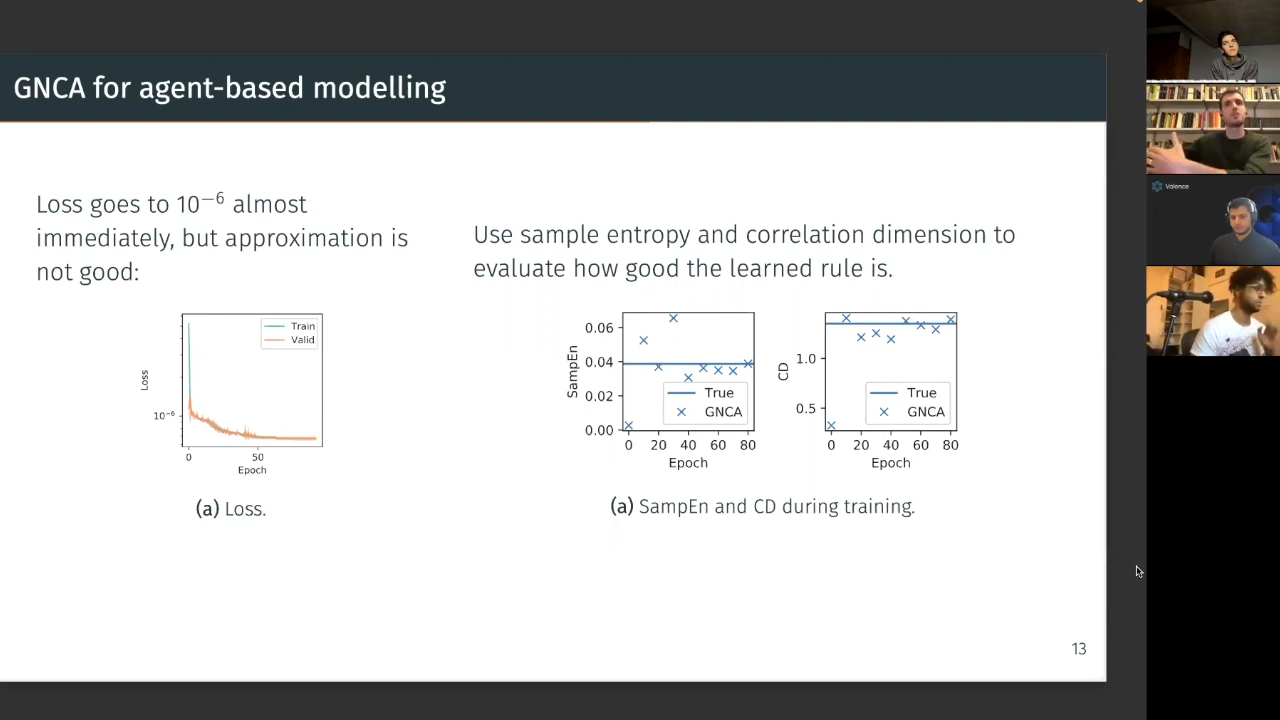 GNCA for agent-based modelling
Loss goes to 10⁻⁶ almost
immediately, but approximation is
not good:
Train
Valid
Loss
10⁻⁶
0
50
Epoch
(a) Loss.
Use sample entropy and correlation dimension to
evaluate how good the learned rule is.
SampEn
0.06
0.04
0.02
0.00
True
GNCA
0 20 40 60 80
Epoch
CD
1.0
0.5
True
GNCA
0 20 40 60 80
Epoch
(a) SampEn and CD during training.
13
Valence